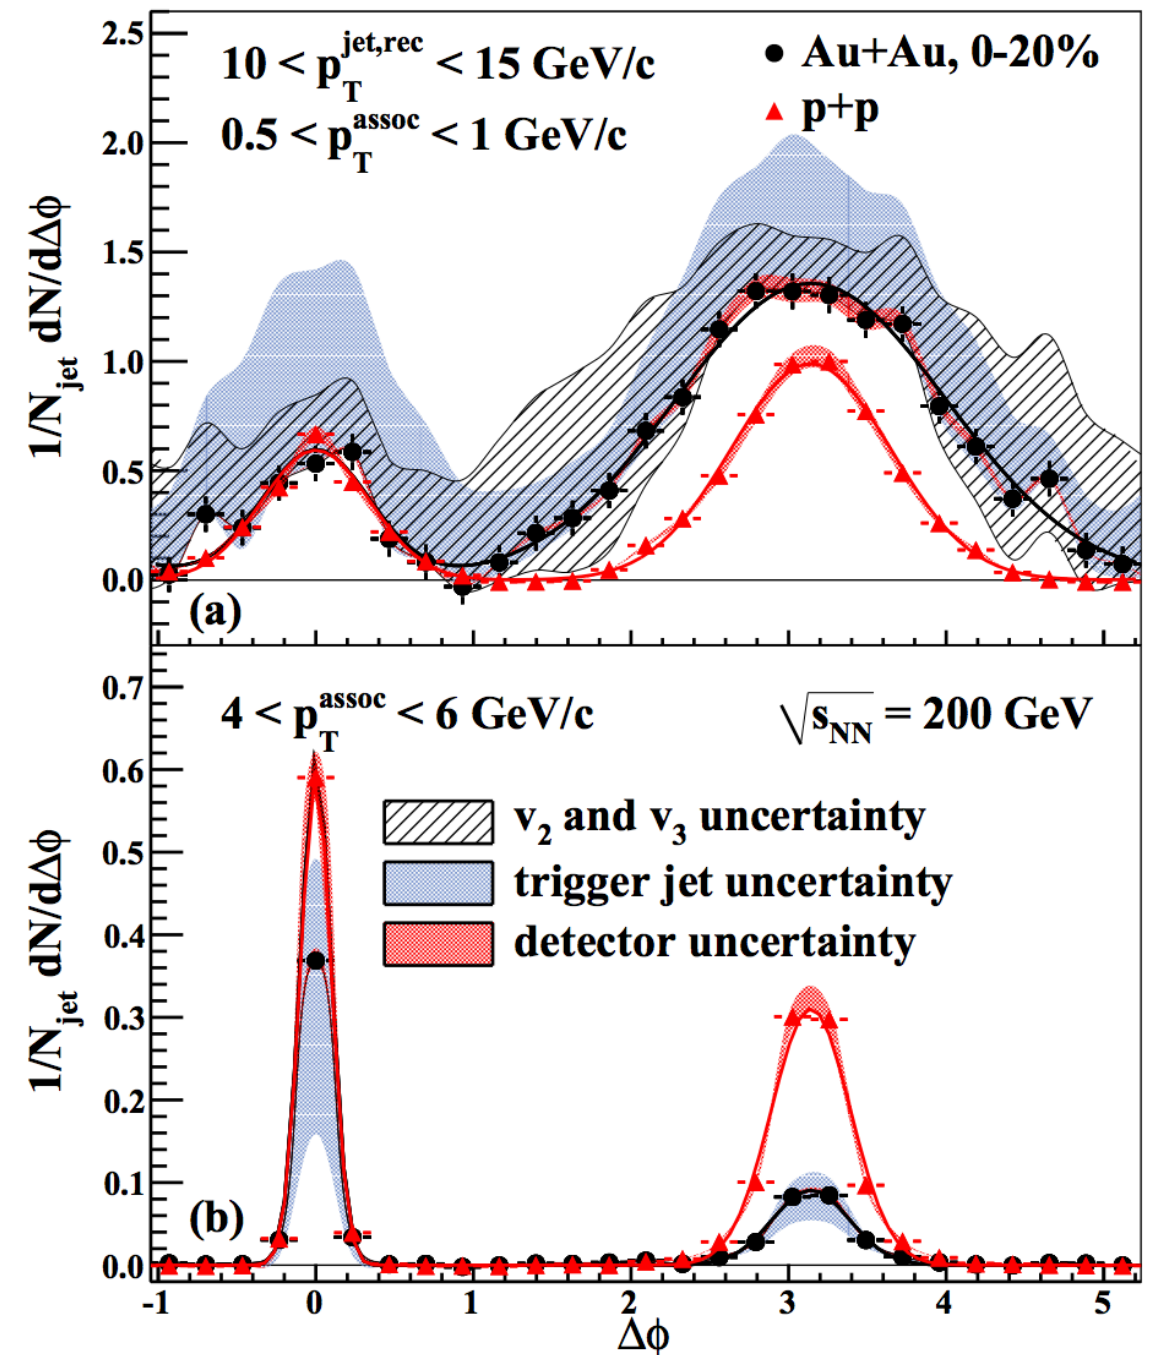 10 < p_T^jet,rec < 15 GeV/c
0.5 < p_T^assoc < 1 GeV/c
Au+Au, 0-20%
p+p
1/N_jet dN/dΔϕ
2.5
2.0
1.5
1.0
0.5
0.0
(a)
4 < p_T^assoc < 6 GeV/c
√s_NN = 200 GeV
v_2 and v_3 uncertainty
trigger jet uncertainty
detector uncertainty
1/N_jet dN/dΔϕ
0.7
0.6
0.5
0.4
0.3
0.2
0.1
0.0
(b)
-1 0 1 2 3 4 5
Δϕ